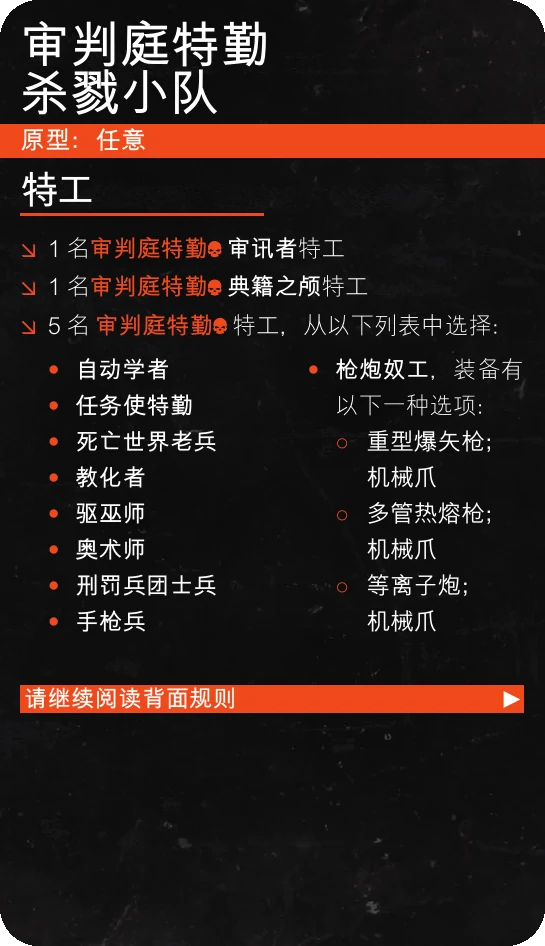 审判庭特勤
杀戮小队
原型：任意
特工
1 名审判庭特勤 审讯者特工
1 名审判庭特勤 典籍之颅特工
5 名 审判庭特勤 特工，从以下列表中选择：
自动学者
任务使特勤
死亡世界老兵
教化者
驱巫师
奥术师
刑罚兵团士兵
手枪兵
枪炮奴工，装备有
以下一种选项：
重型爆矢枪；
机械爪
多管热熔枪；
机械爪
等离子炮；
机械爪
请继续阅读背面规则